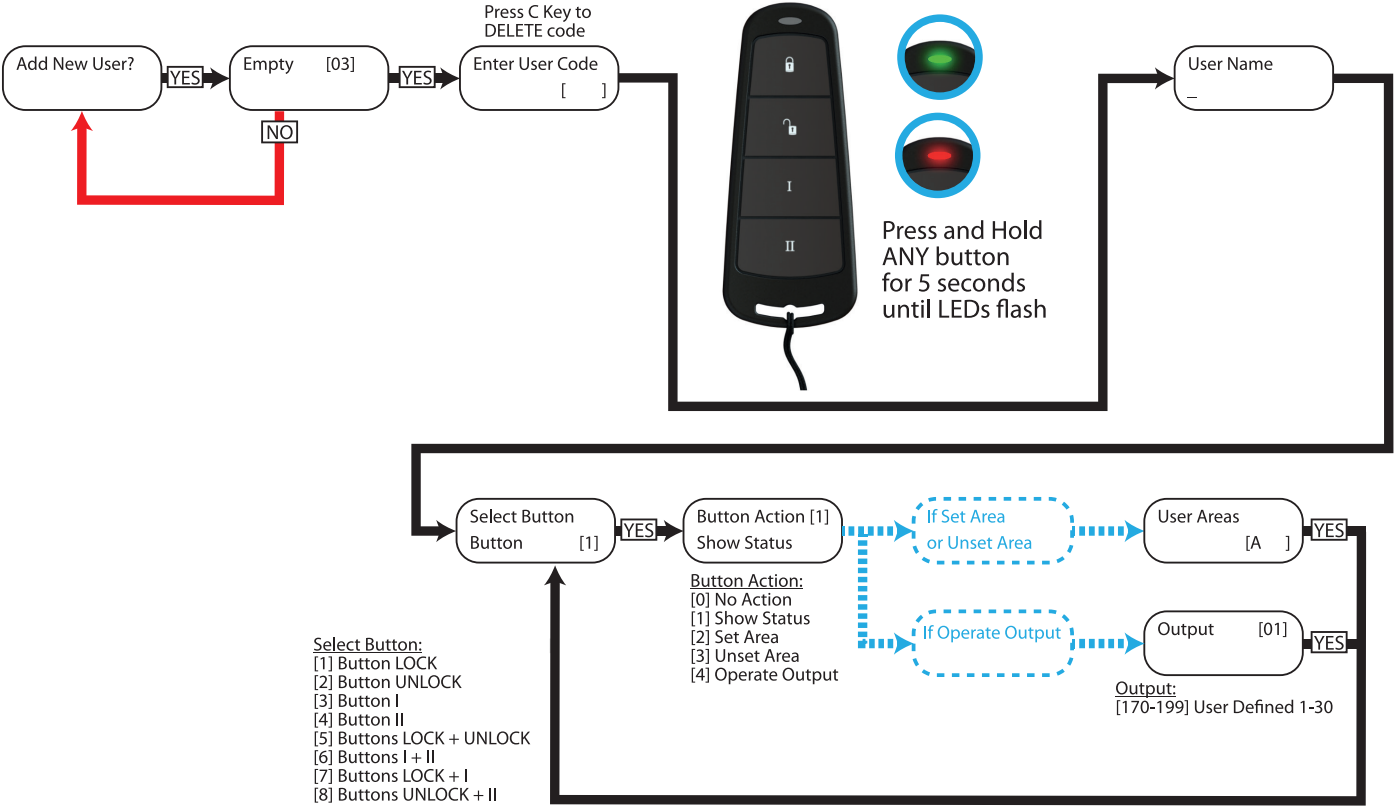 Press C Key to
DELETE code
Add New User?
YES
Empty [03]
YES
Enter User Code
[ ]
NO
I
II
Press and Hold
ANY button
for 5 seconds
until LEDs flash
User Name
_
Select Button
Button [1]
YES
Button Action [1]
Show Status
If Set Area
or Unset Area
User Areas
[A ]
YES
Button Action:
[0] No Action
[1] Show Status
[2] Set Area
[3] Unset Area
[4] Operate Output
If Operate Output
Output [01]
YES
Output:
[170-199] User Defined 1-30
Select Button:
[1] Button LOCK
[2] Button UNLOCK
[3] Button I
[4] Button II
[5] Buttons LOCK + UNLOCK
[6] Buttons I + II
[7] Buttons LOCK + I
[8] Buttons UNLOCK + II